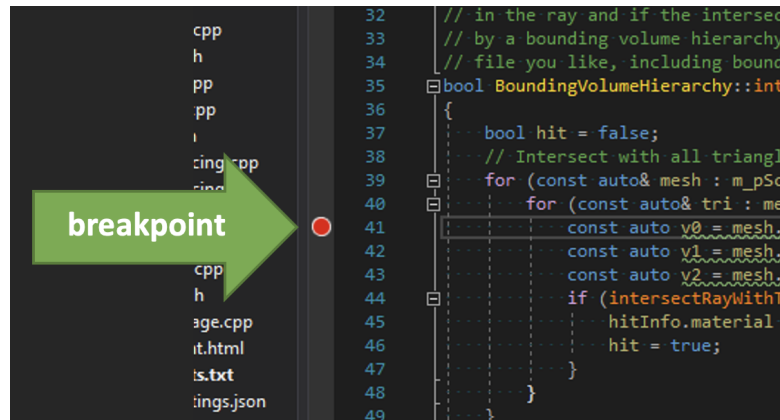 cpp
h
pp
pp
cing.cpp
breakpoint
cpp
h
age.cpp
nt.html
ts.txt
tings.json
32 // in the ray and if the intersec
33 // by a bounding volume hierarchy
34 // file you like, including bound
35 bool BoundingVolumeHierarchy::int
36 {
37 bool hit = false;
38 // Intersect with all triangl
39 for (const auto& mesh : m_pSc
40 for (const auto& tri : me
41 const auto v0 = mesh.
42 const auto v1 = mesh.
43 const auto v2 = mesh.
44 if (intersectRayWithT
45 hitInfo.material
46 hit = true;
47 }
48 }
49 }